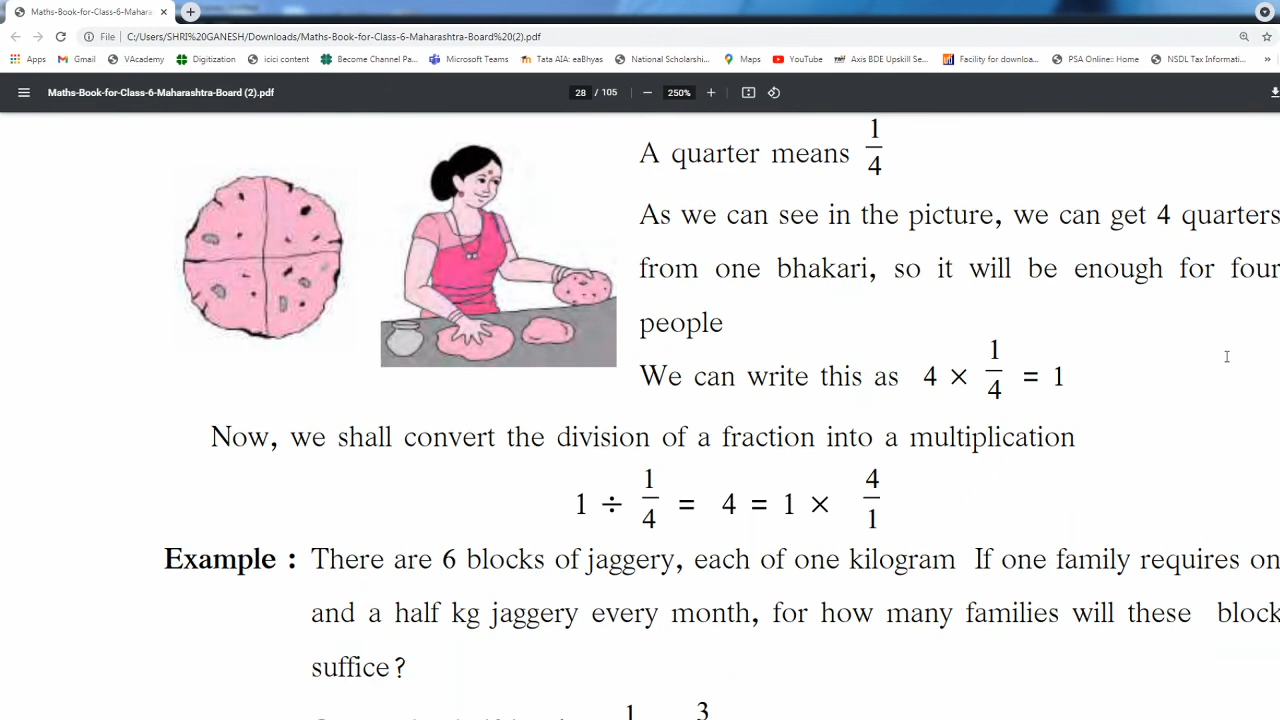 Maths-Book-for-Class-6-Maharas
File C:/Users/SHRI%20GANESH/Downloads/Maths-Book-for-Class-6-Maharashtra-Board%20(2).pdf
Apps Gmail VAcademy Digitization icici content Become Channel Pa... Microsoft Teams Tata AIA: eaBhyas National Scholarshi... Maps YouTube Axis BDE Upskill Se... Facility for downloa... PSA Online: Home NSDL Tax Informati... »
Maths-Book-for-Class-6-Maharashtra-Board (2).pdf 28 / 105 250%
A quarter means 1/4
As we can see in the picture, we can get 4 quarters
from one bhakari, so it will be enough for four
people
We can write this as 4 × 1/4 = 1
Now, we shall convert the division of a fraction into a multiplication
1 ÷ 1/4 = 4 = 1 × 4/1
Example : There are 6 blocks of jaggery, each of one kilogram If one family requires on
and a half kg jaggery every month, for how many families will these block
suffice ?